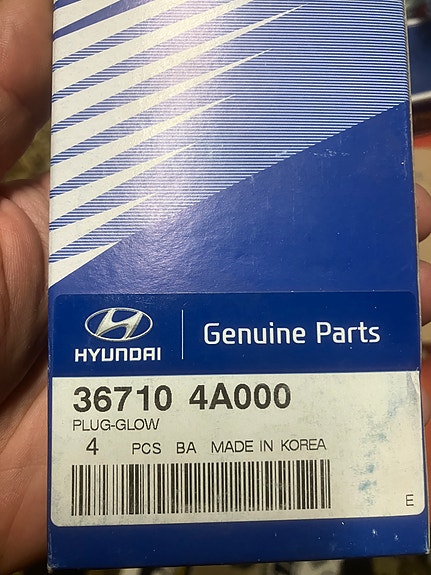 HYUNDAI
Genuine Parts
36710 4A000
PLUG-GLOW
4 PCS BA MADE IN KOREA
E